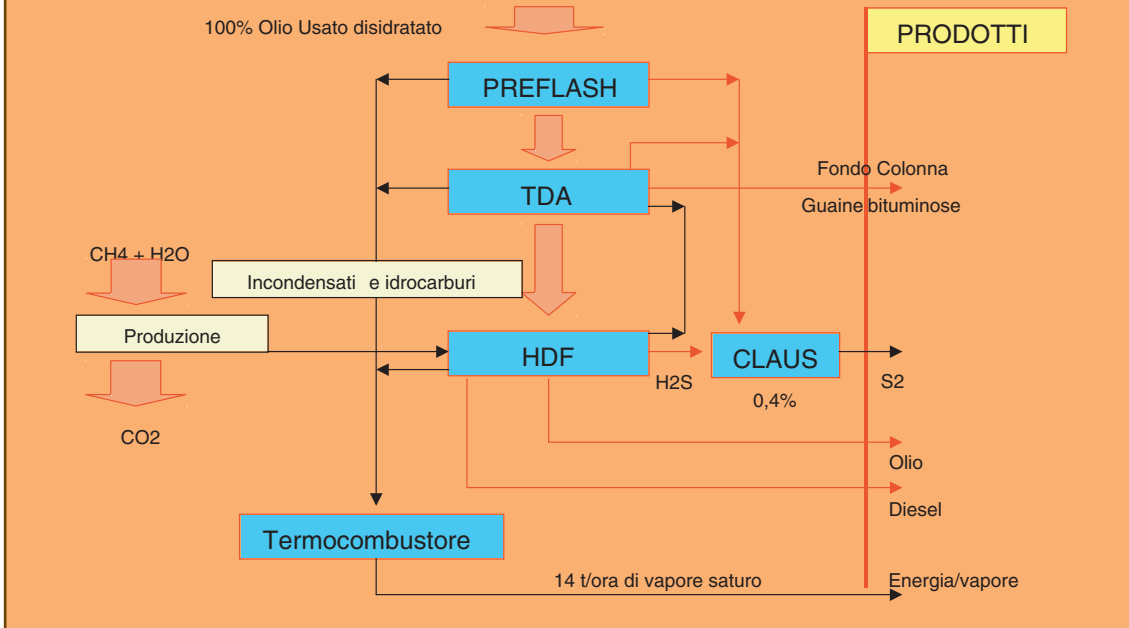 100% Olio Usato disidratato
PRODOTTI
PREFLASH
Fondo Colonna
TDA
Guaine bituminose
CH4 + H2O
Incondensati e idrocarburi
Produzione
HDF
CLAUS
H2S
S2
0,4%
CO2
Olio
Diesel
Termocombustore
14 t/ora di vapore saturo
Energia/vapore